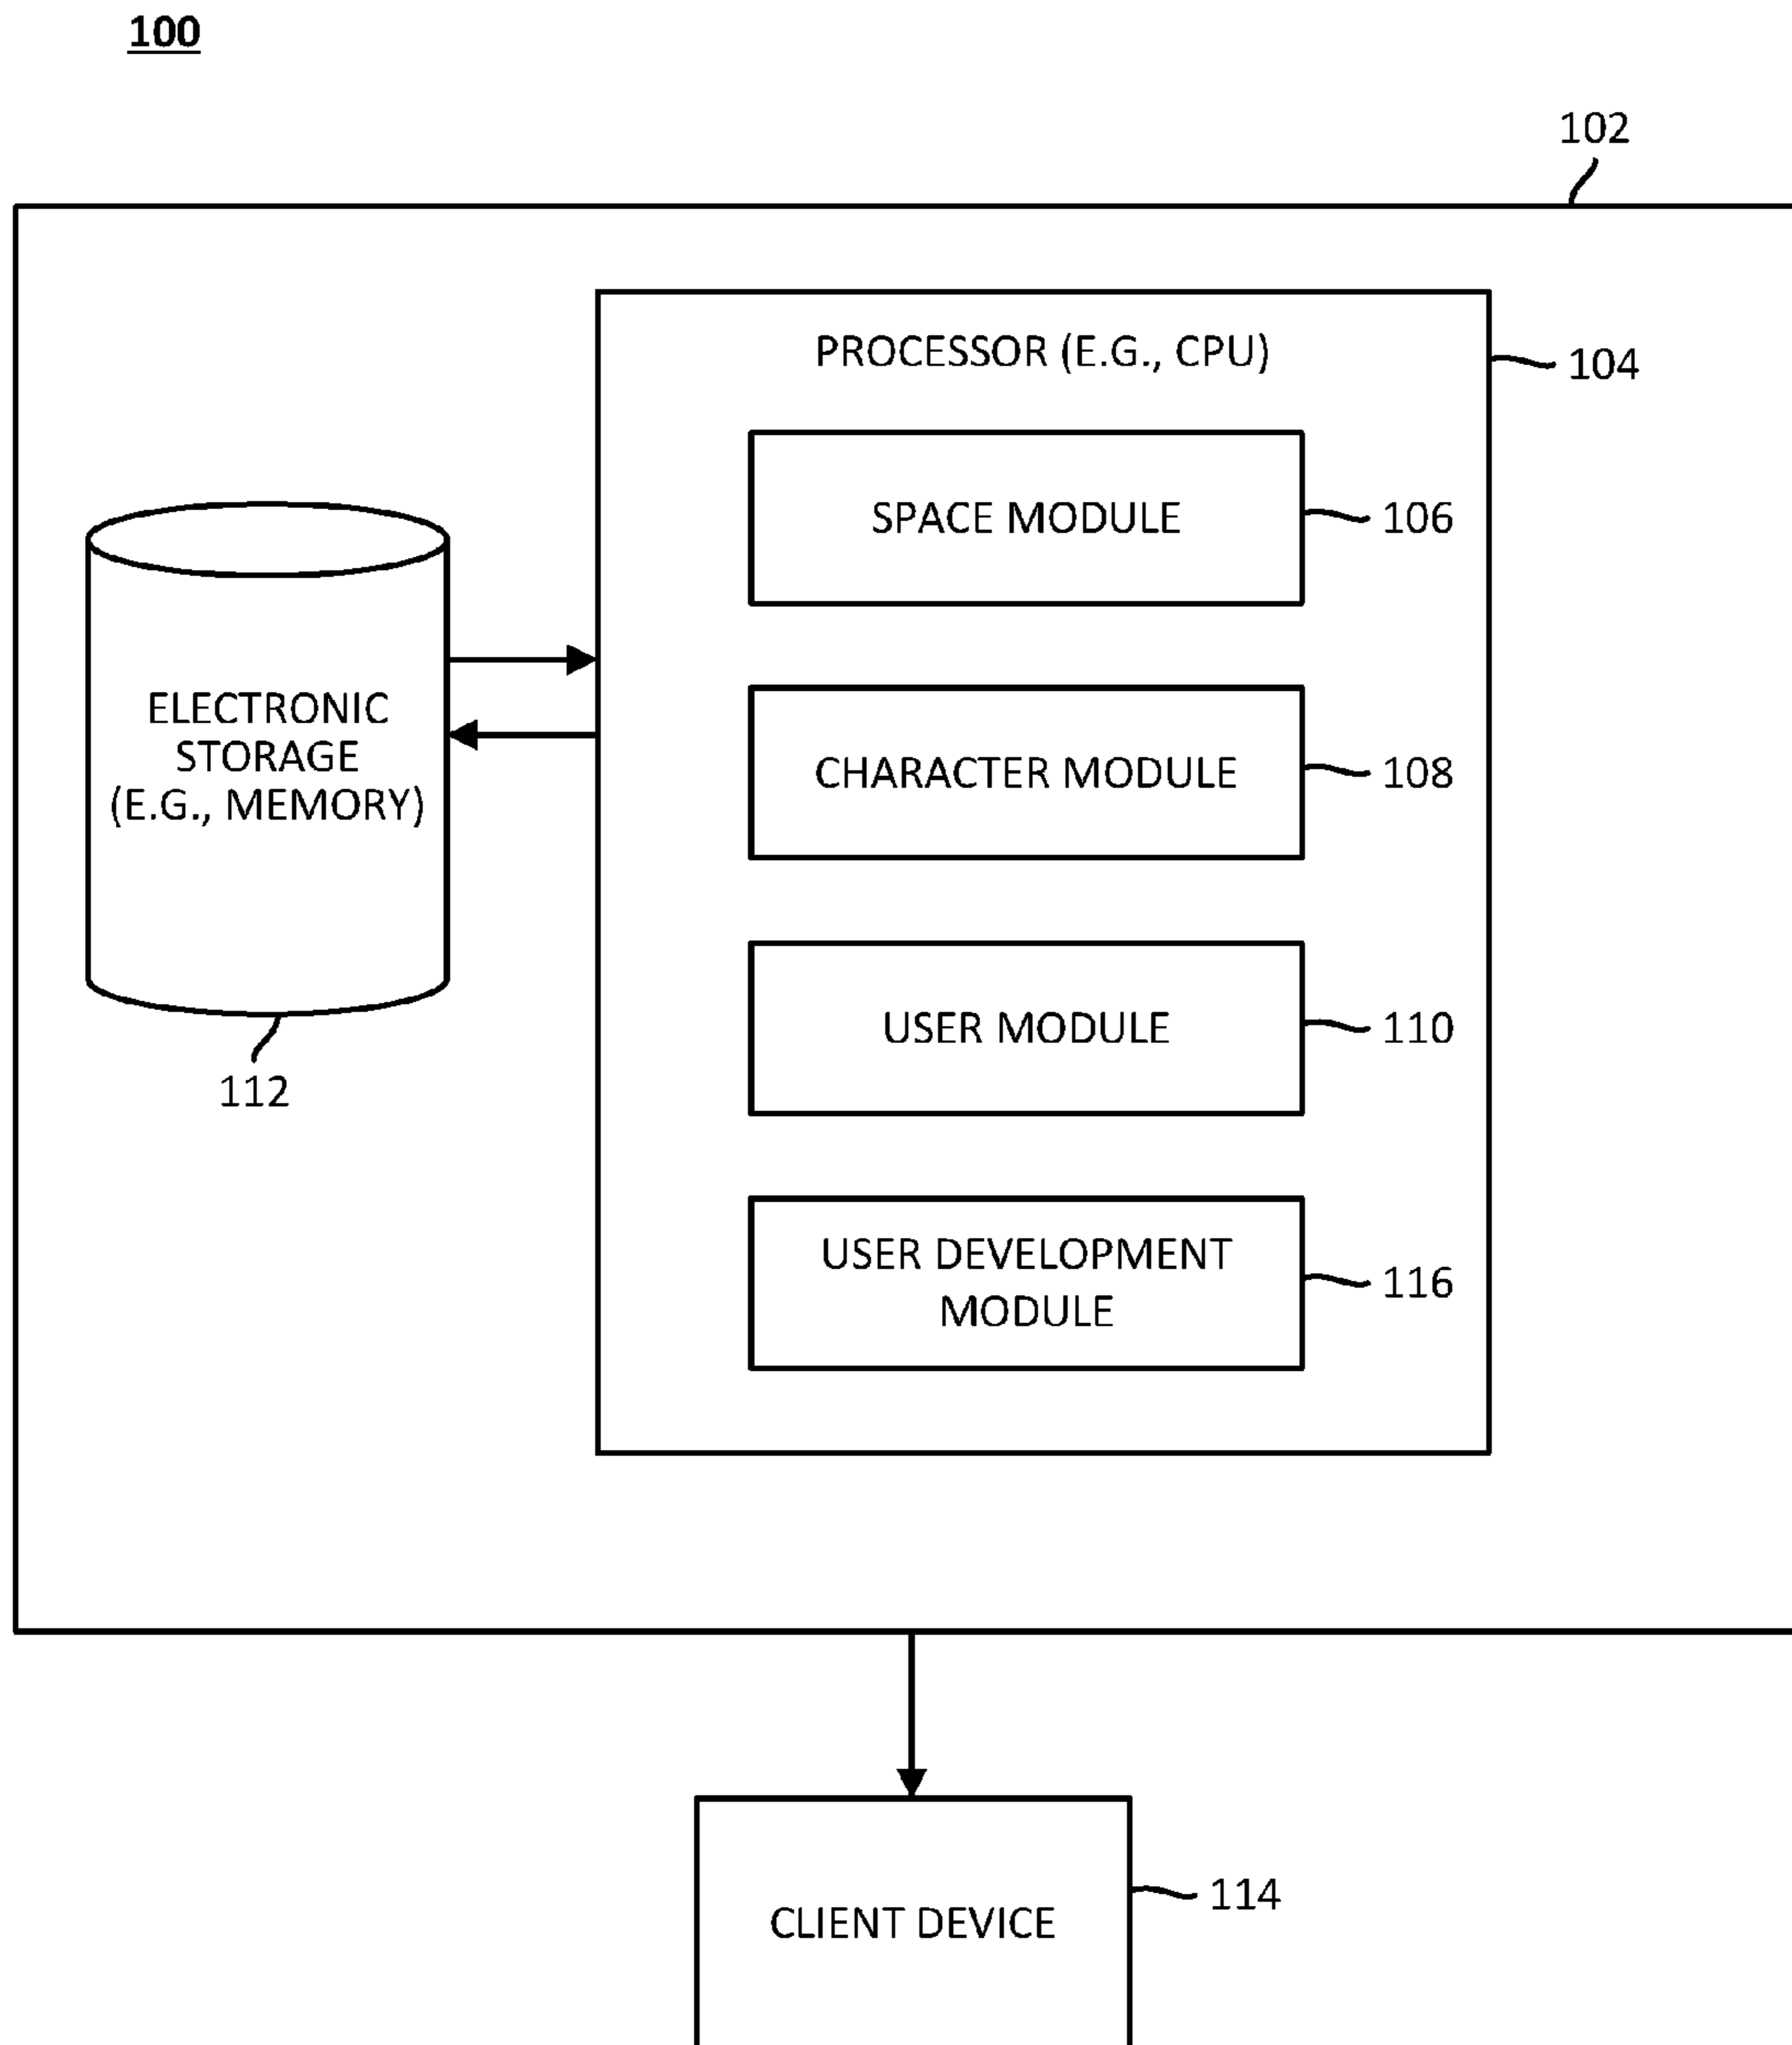 100
102
PROCESSOR (E.G., CPU)
104
SPACE MODULE
106
ELECTRONIC
STORAGE
(E.G., MEMORY)
CHARACTER MODULE
108
USER MODULE
110
112
USER DEVELOPMENT
MODULE
116
CLIENT DEVICE
114